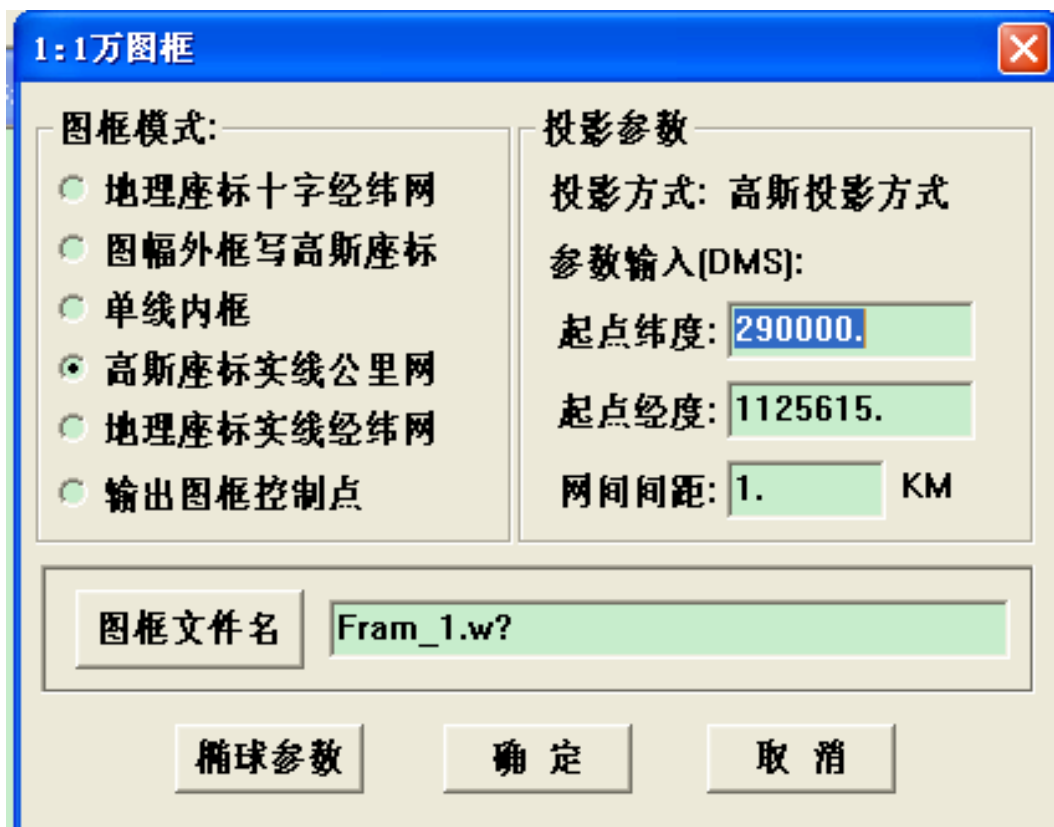 1:1万图框
图框模式:
地理座标十字经纬网
图幅外框写高斯座标
单线内框
高斯座标实线公里网
地理座标实线经纬网
输出图框控制点
投影参数
投影方式: 高斯投影方式
参数输入(DMS):
起点纬度: 290000.
起点经度: 1125615.
网间间距: 1. KM
图框文件名 Fram_1.w?
椭球参数 确 定 取 消